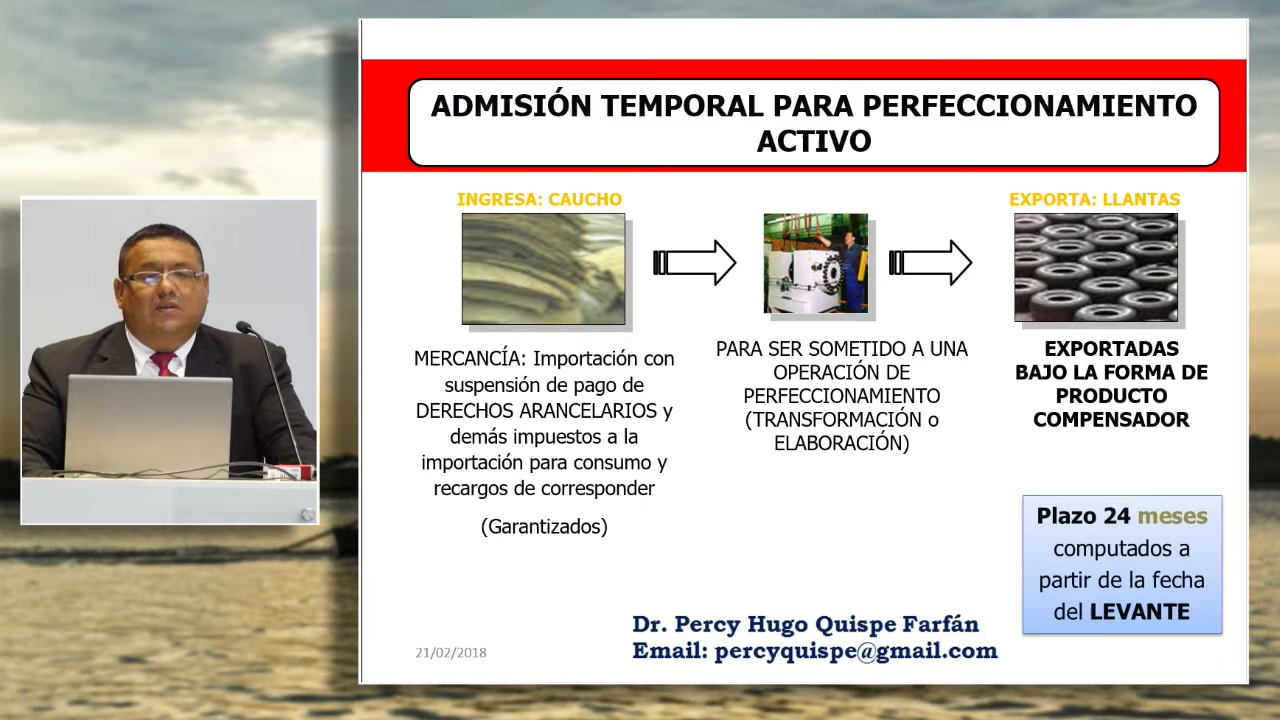 ADMISIÓN TEMPORAL PARA PERFECCIONAMIENTO
ACTIVO
INGRESA: CAUCHO
EXPORTA: LLANTAS
MERCANCÍA: Importación con
suspensión de pago de
DERECHOS ARANCELARIOS y
demás impuestos a la
importación para consumo y
recargos de corresponder
(Garantizados)
PARA SER SOMETIDO A UNA
OPERACIÓN DE
PERFECCIONAMIENTO
(TRANSFORMACIÓN o
ELABORACIÓN)
EXPORTADAS
BAJO LA FORMA DE
PRODUCTO
COMPENSADOR
Plazo 24 meses
computados a
partir de la fecha
del LEVANTE
Dr. Percy Hugo Quispe Farfán
Email: percyquispe@gmail.com
21/02/2018